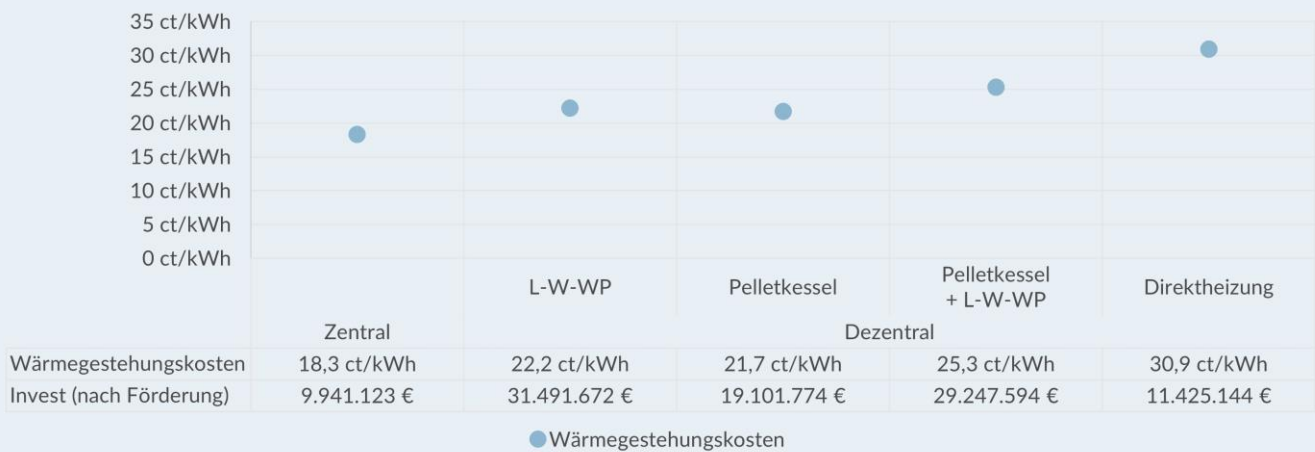 35 ct/kWh
30 ct/kWh
25 ct/kWh
20 ct/kWh
15 ct/kWh
10 ct/kWh
5 ct/kWh
0 ct/kWh
L-W-WP Pelletkessel Pelletkessel + L-W-WP Direktheizung
Zentral Dezentral
Wärmegestehungskosten 18,3 ct/kWh 22,2 ct/kWh 21,7 ct/kWh 25,3 ct/kWh 30,9 ct/kWh
Invest (nach Förderung) 9.941.123 € 31.491.672 € 19.101.774 € 29.247.594 € 11.425.144 €
Wärmegestehungskosten